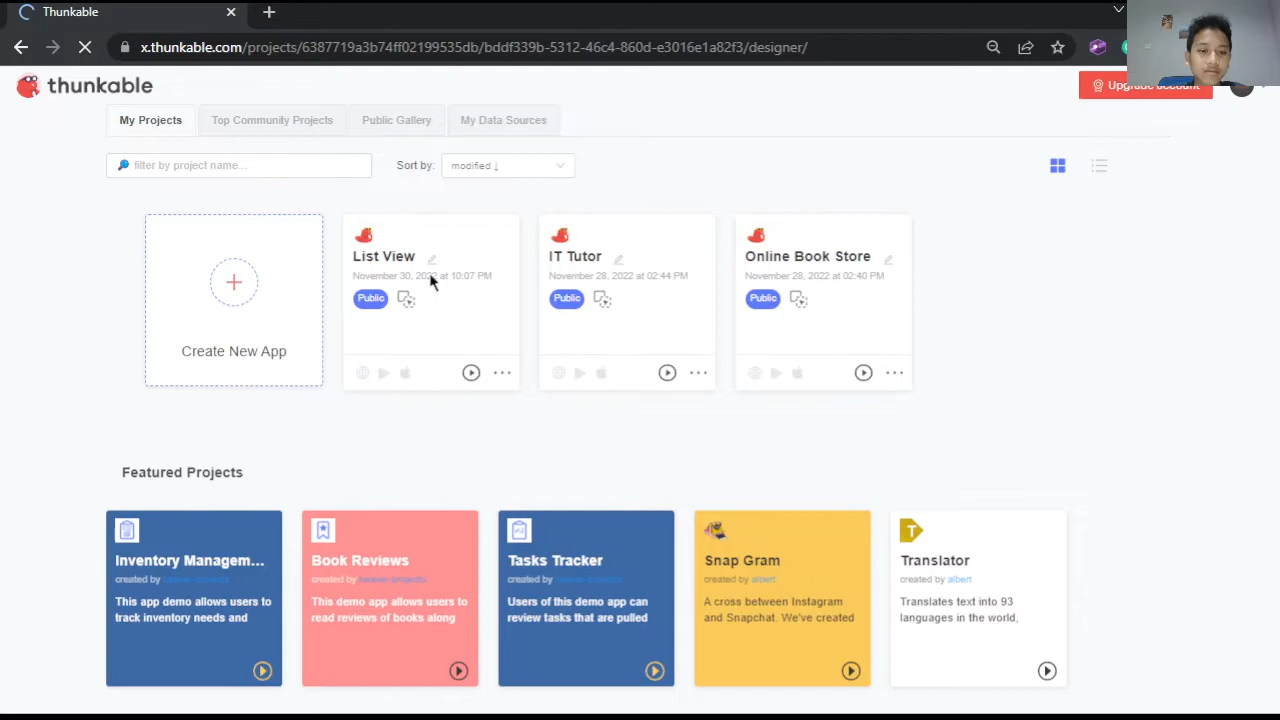 Thunkable
x.thunkable.com/projects/6387719a3b74ff02199535db/bddf339b-5312-46c4-860d-e3016e1a82f3/designer/
thunkable
Upgrade account
My Projects
Top Community Projects
Public Gallery
My Data Sources
filter by project name...
Sort by:
modified ↓
Create New App
List View
November 30, 2022 at 10:07 PM
Public
IT Tutor
November 28, 2022 at 02:44 PM
Public
Online Book Store
November 28, 2022 at 02:40 PM
Public
Featured Projects
Inventory Managem...
created by
This app demo allows users to
track inventory needs and
Book Reviews
created by
This demo app allows users to
read reviews of books along
Tasks Tracker
created by
Users of this demo app can
review tasks that are pulled
Snap Gram
created by albert
A cross between Instagram
and Snapchat. We've created
T
Translator
created by albert
Translates text into 93
languages in the world,